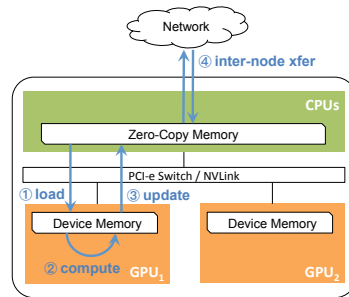 Network
④ inter-node xfer
CPUs
Zero-Copy Memory
PCI-e Switch / NVLink
① load
③ update
Device Memory
Device Memory
② compute
GPU₁
GPU₂